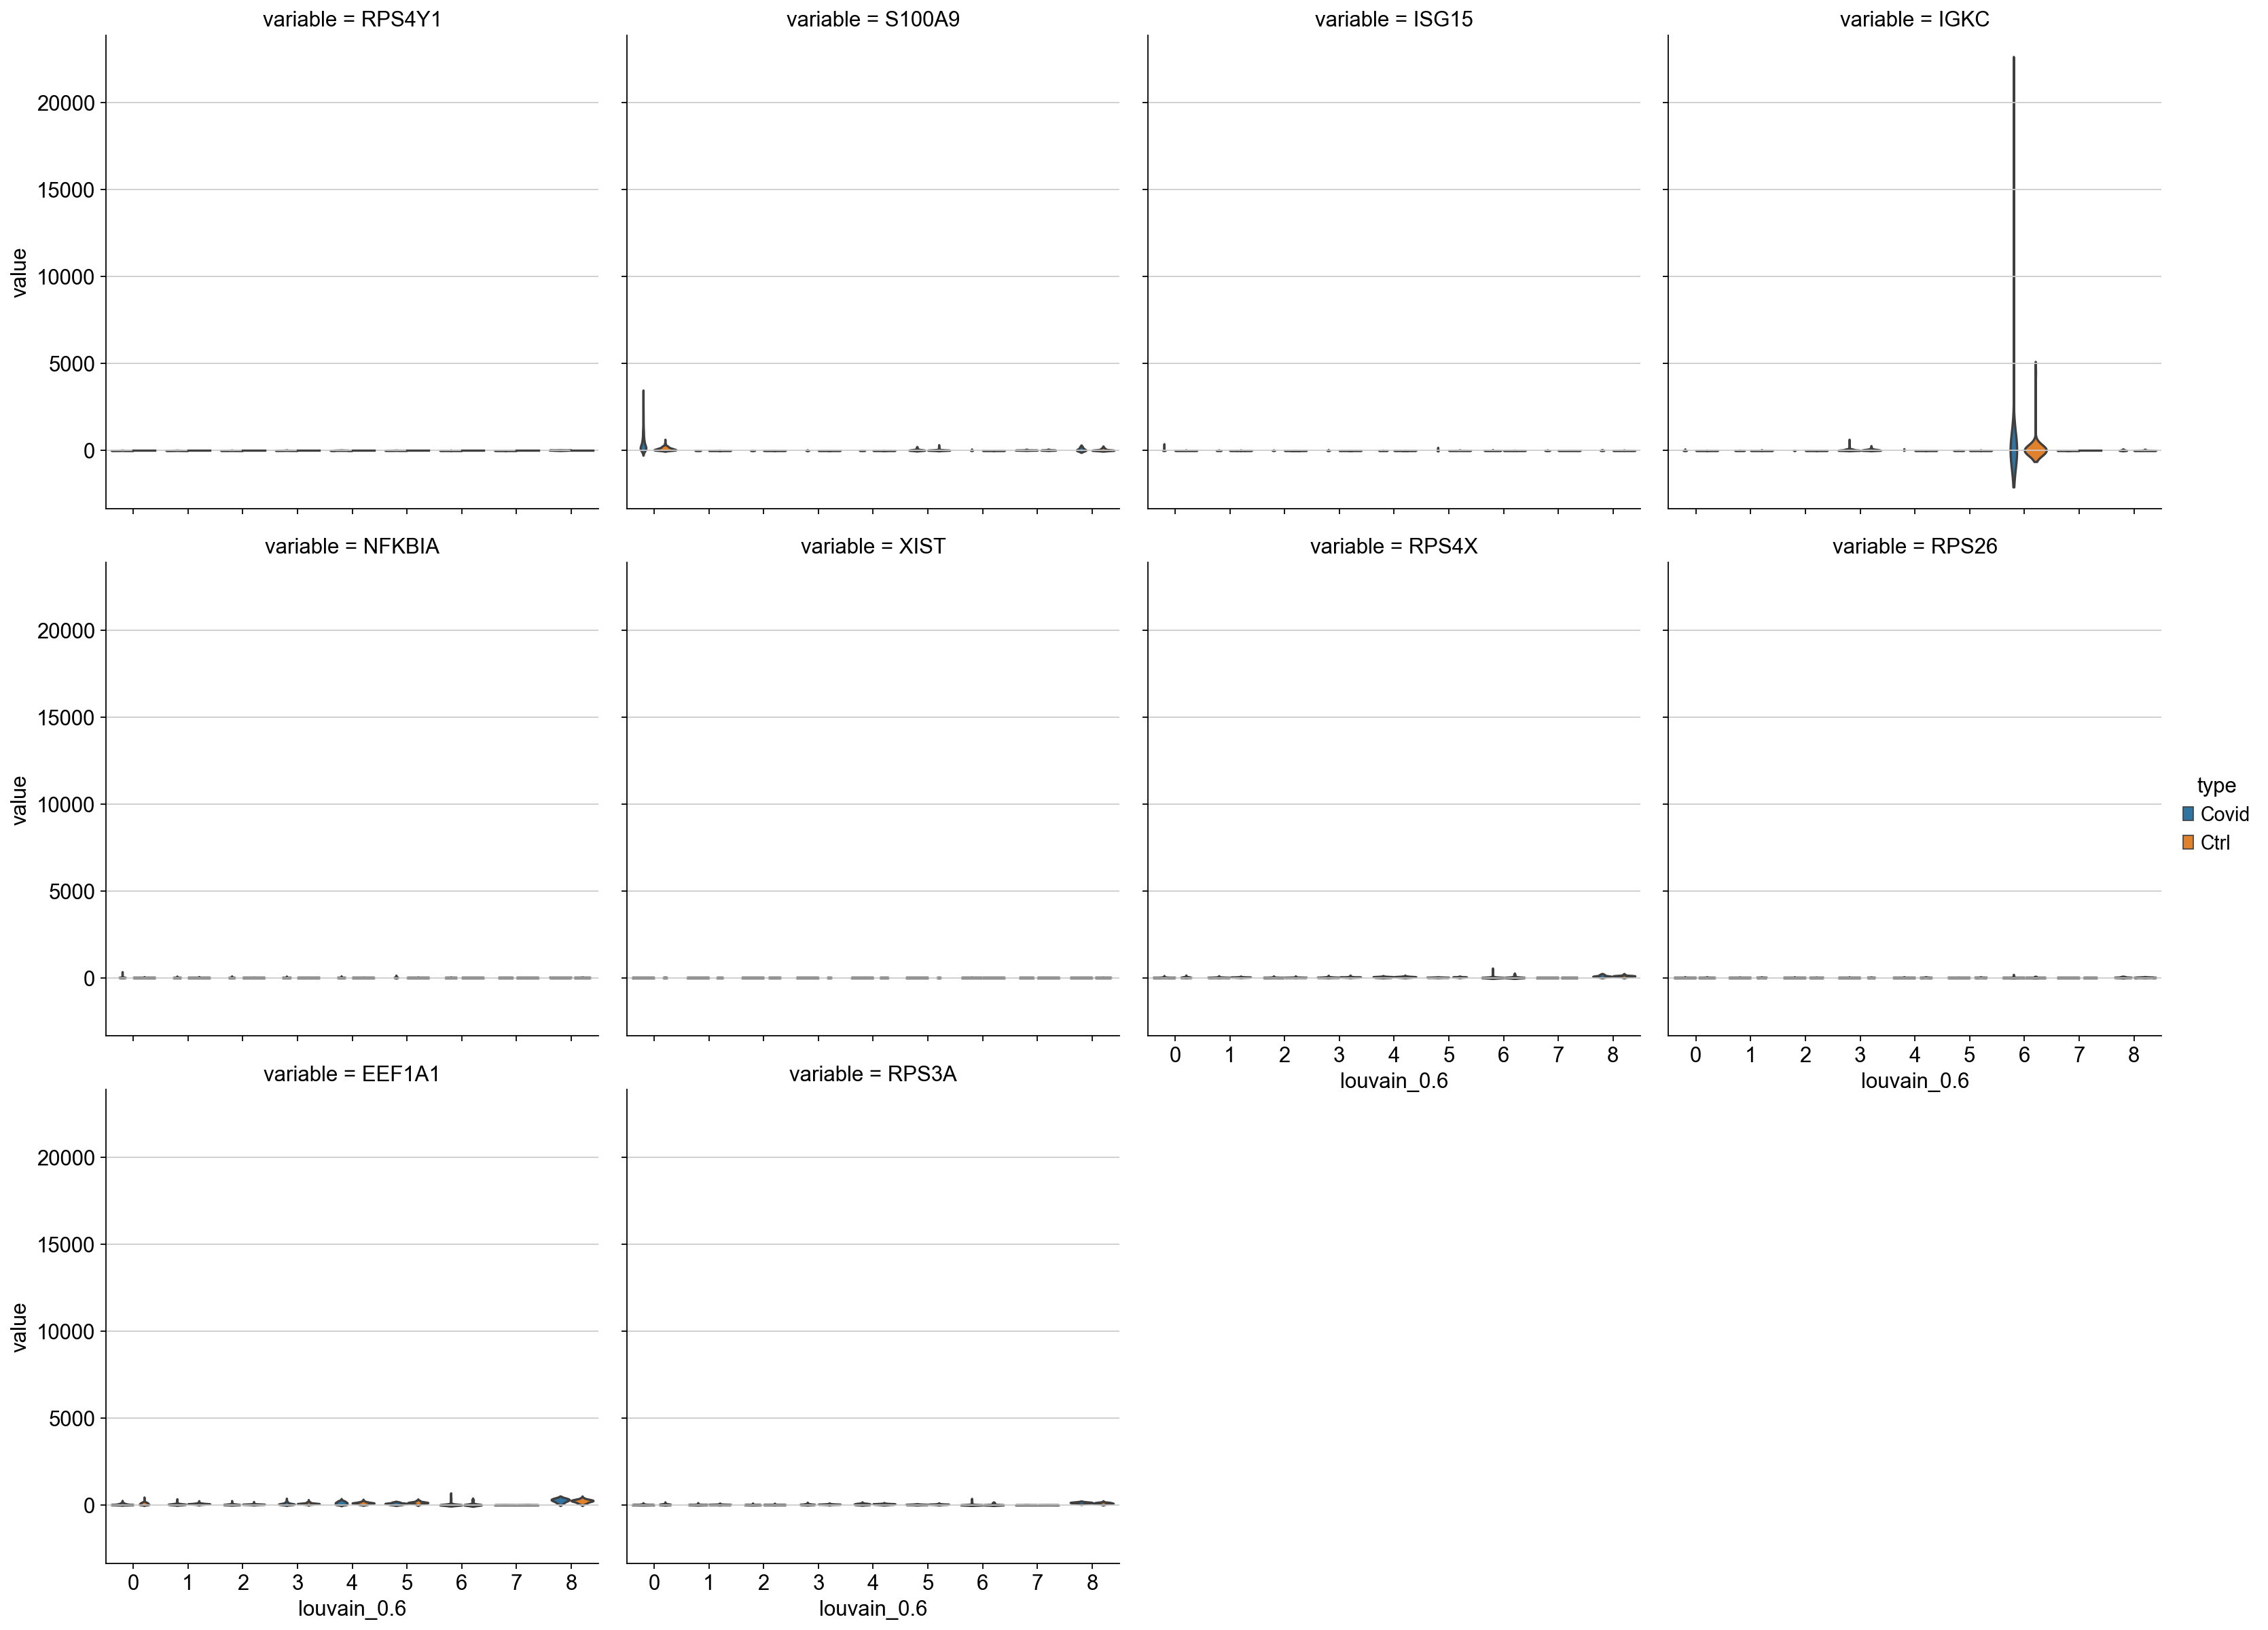 variable = RPS4Y1
variable = S100A9
variable = ISG15
variable = IGKC
20000
15000
10000
5000
0
value
variable = NFKBIA
variable = XIST
variable = RPS4X
variable = RPS26
20000
15000
10000
5000
0
value
0 1 2 3 4 5 6 7 8
louvain_0.6
0 1 2 3 4 5 6 7 8
louvain_0.6
type
Covid
Ctrl
variable = EEF1A1
variable = RPS3A
20000
15000
10000
5000
0
value
0 1 2 3 4 5 6 7 8
louvain_0.6
0 1 2 3 4 5 6 7 8
louvain_0.6